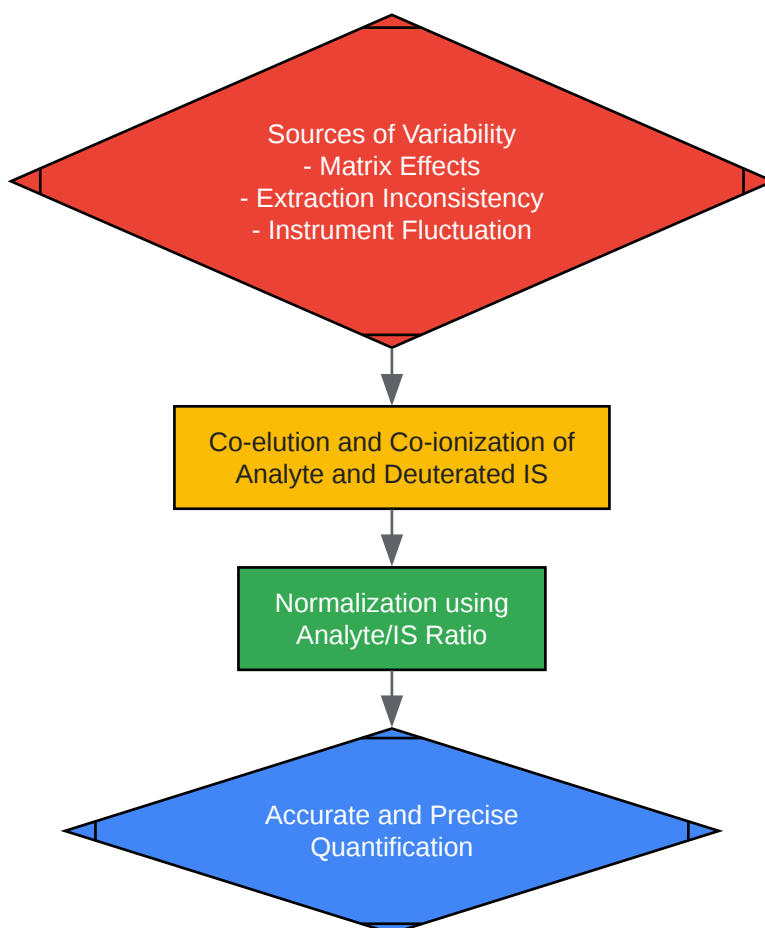 Sources of Variability
- Matrix Effects
- Extraction Inconsistency
- Instrument Fluctuation
Co-elution and Co-ionization of
Analyte and Deuterated IS
Normalization using
Analyte/IS Ratio
Accurate and Precise
Quantification